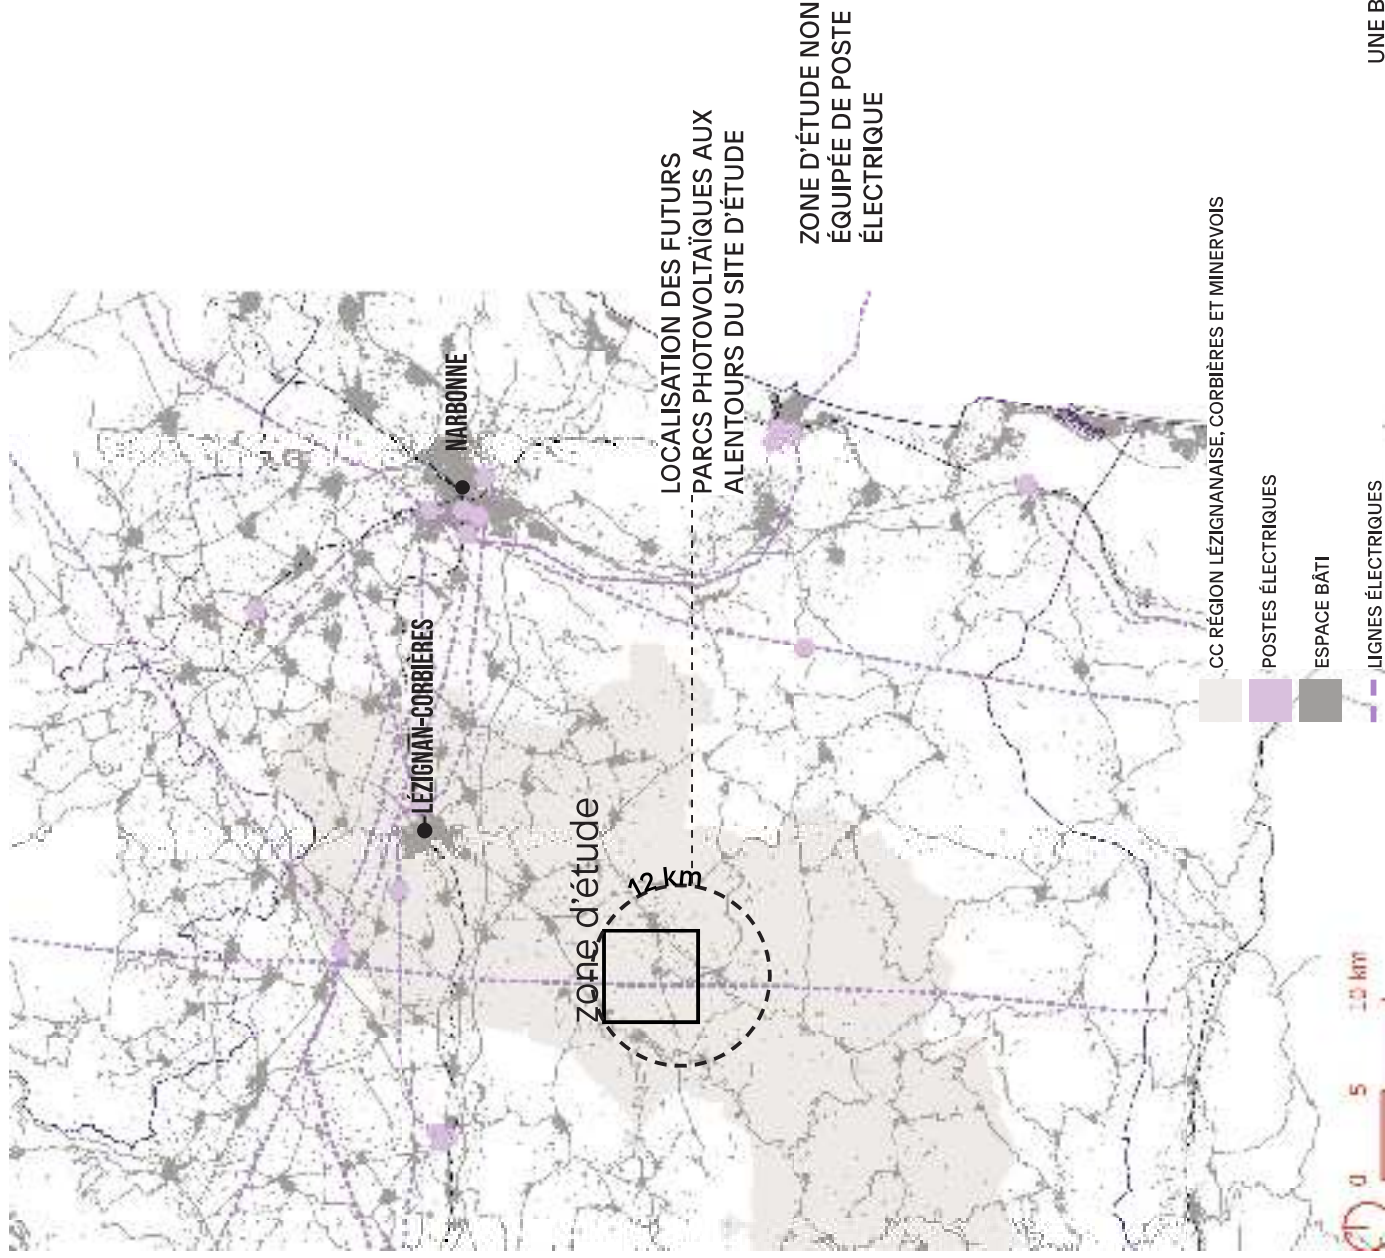 NARBONNE
LÉZIGNAN-CORBIÈRES
zone d'étude
12 km
LOCALISATION DES FUTURS
PARCS PHOTOVOLTAÏQUES AUX
ALENTOURS DU SITE D'ÉTUDE
ZONE D'ÉTUDE NON
ÉQUIPÉE DE POSTE
ÉLECTRIQUE
CC RÉGION LÉZIGNANAISE, CORBIÈRES ET MINERVOIS
POSTES ÉLECTRIQUES
ESPACE BÂTI
LIGNES ÉLECTRIQUES
0 5 10 km
UNE B